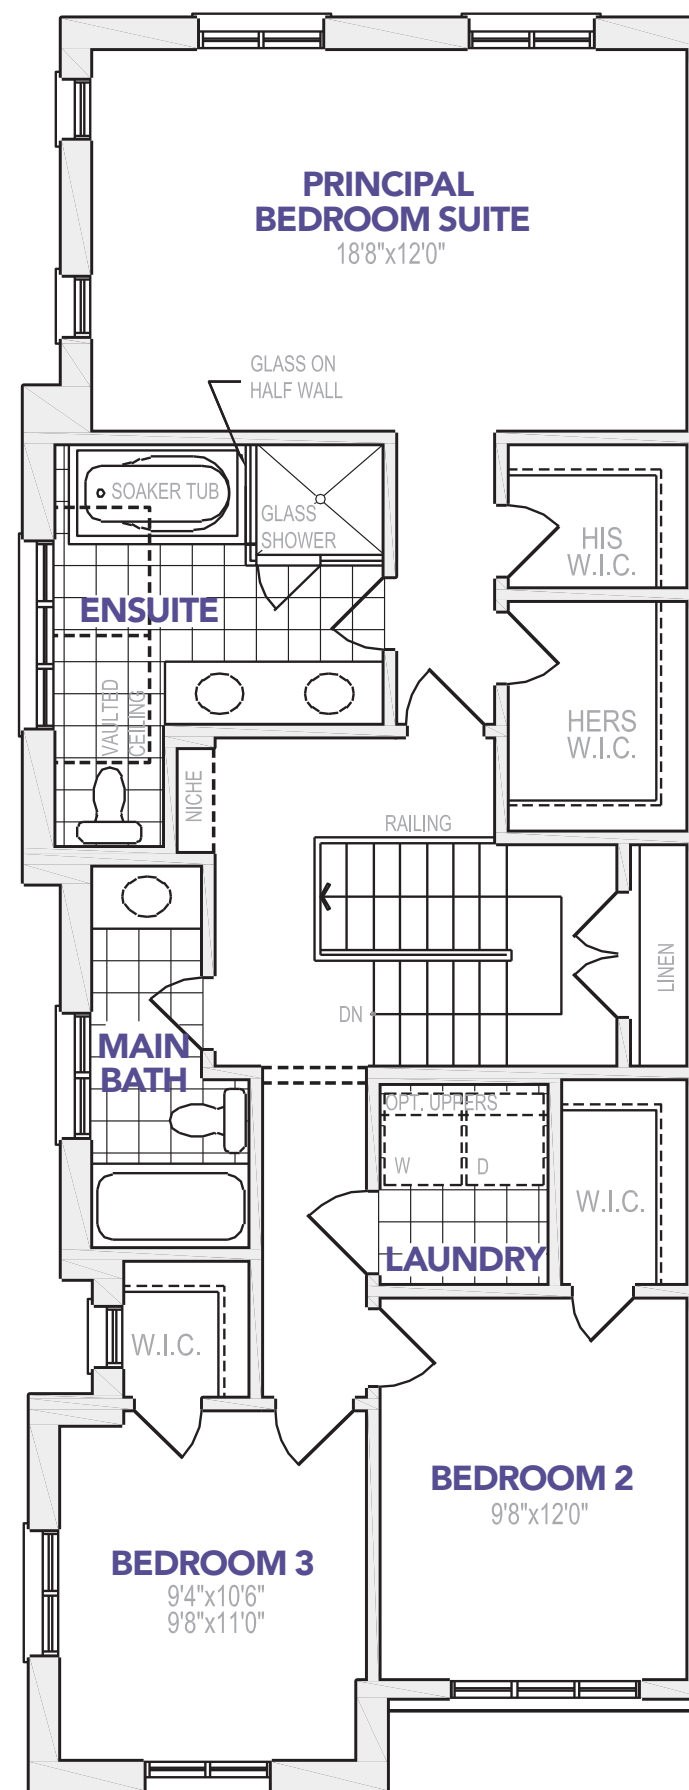 PRINCIPAL
BEDROOM SUITE
18'8"x12'0"
GLASS ON
HALF WALL
SOAKER TUB
GLASS
SHOWER
HIS
W.I.C.
ENSUITE
VAULTED
CEILING
HERS
W.I.C.
NICHE
RAILING
LINEN
DN
MAIN
BATH
OPT. UPPERS
W
D
W.I.C.
LAUNDRY
W.I.C.
BEDROOM 2
9'8"x12'0"
BEDROOM 3
9'4"x10'6"
9'8"x11'0"